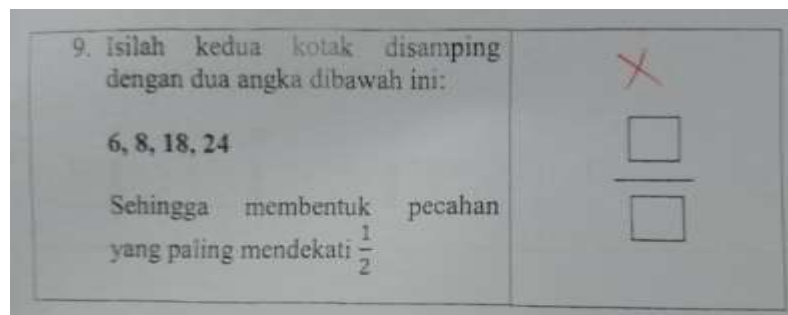 9. Isilah kedua kotak disamping
dengan dua angka dibawah ini:
6, 8, 18, 24
Sehingga membentuk pecahan
yang paling mendekati 1/2